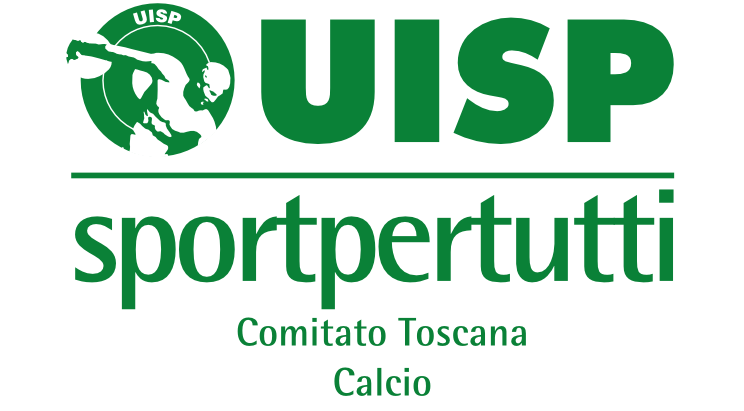 UISP
UISP
sportpertutti
Comitato Toscana
Calcio